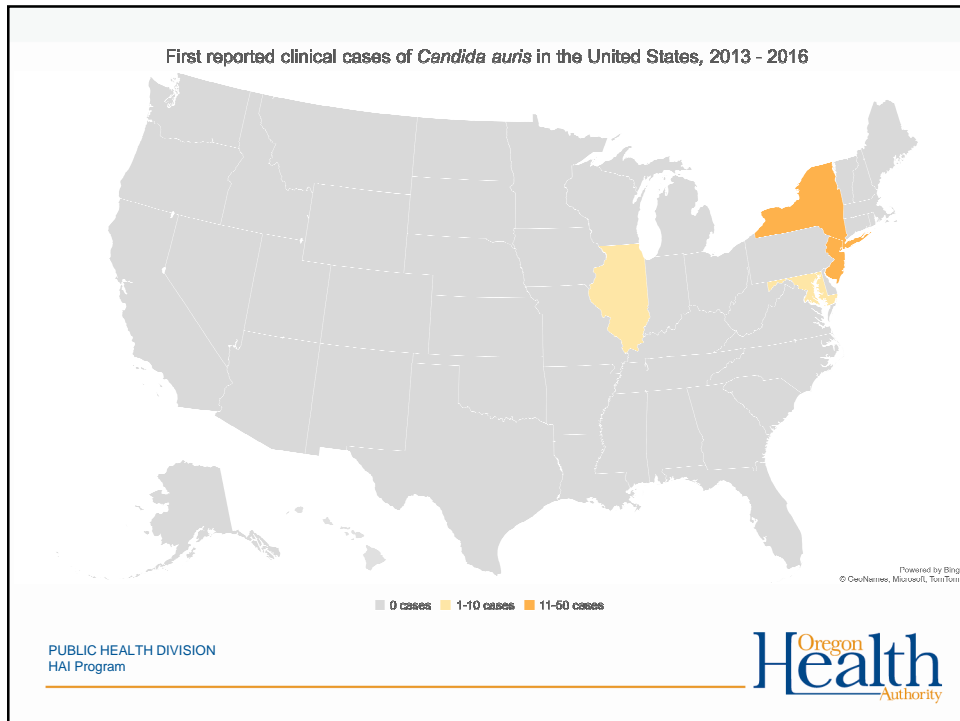 First reported clinical cases of Candida auris in the United States, 2013 - 2016
Powered by Bing
© GeoNames, Microsoft, TomTom
0 cases 1-10 cases 11-50 cases
PUBLIC HEALTH DIVISION
HAI Program
Oregon
Health
Authority